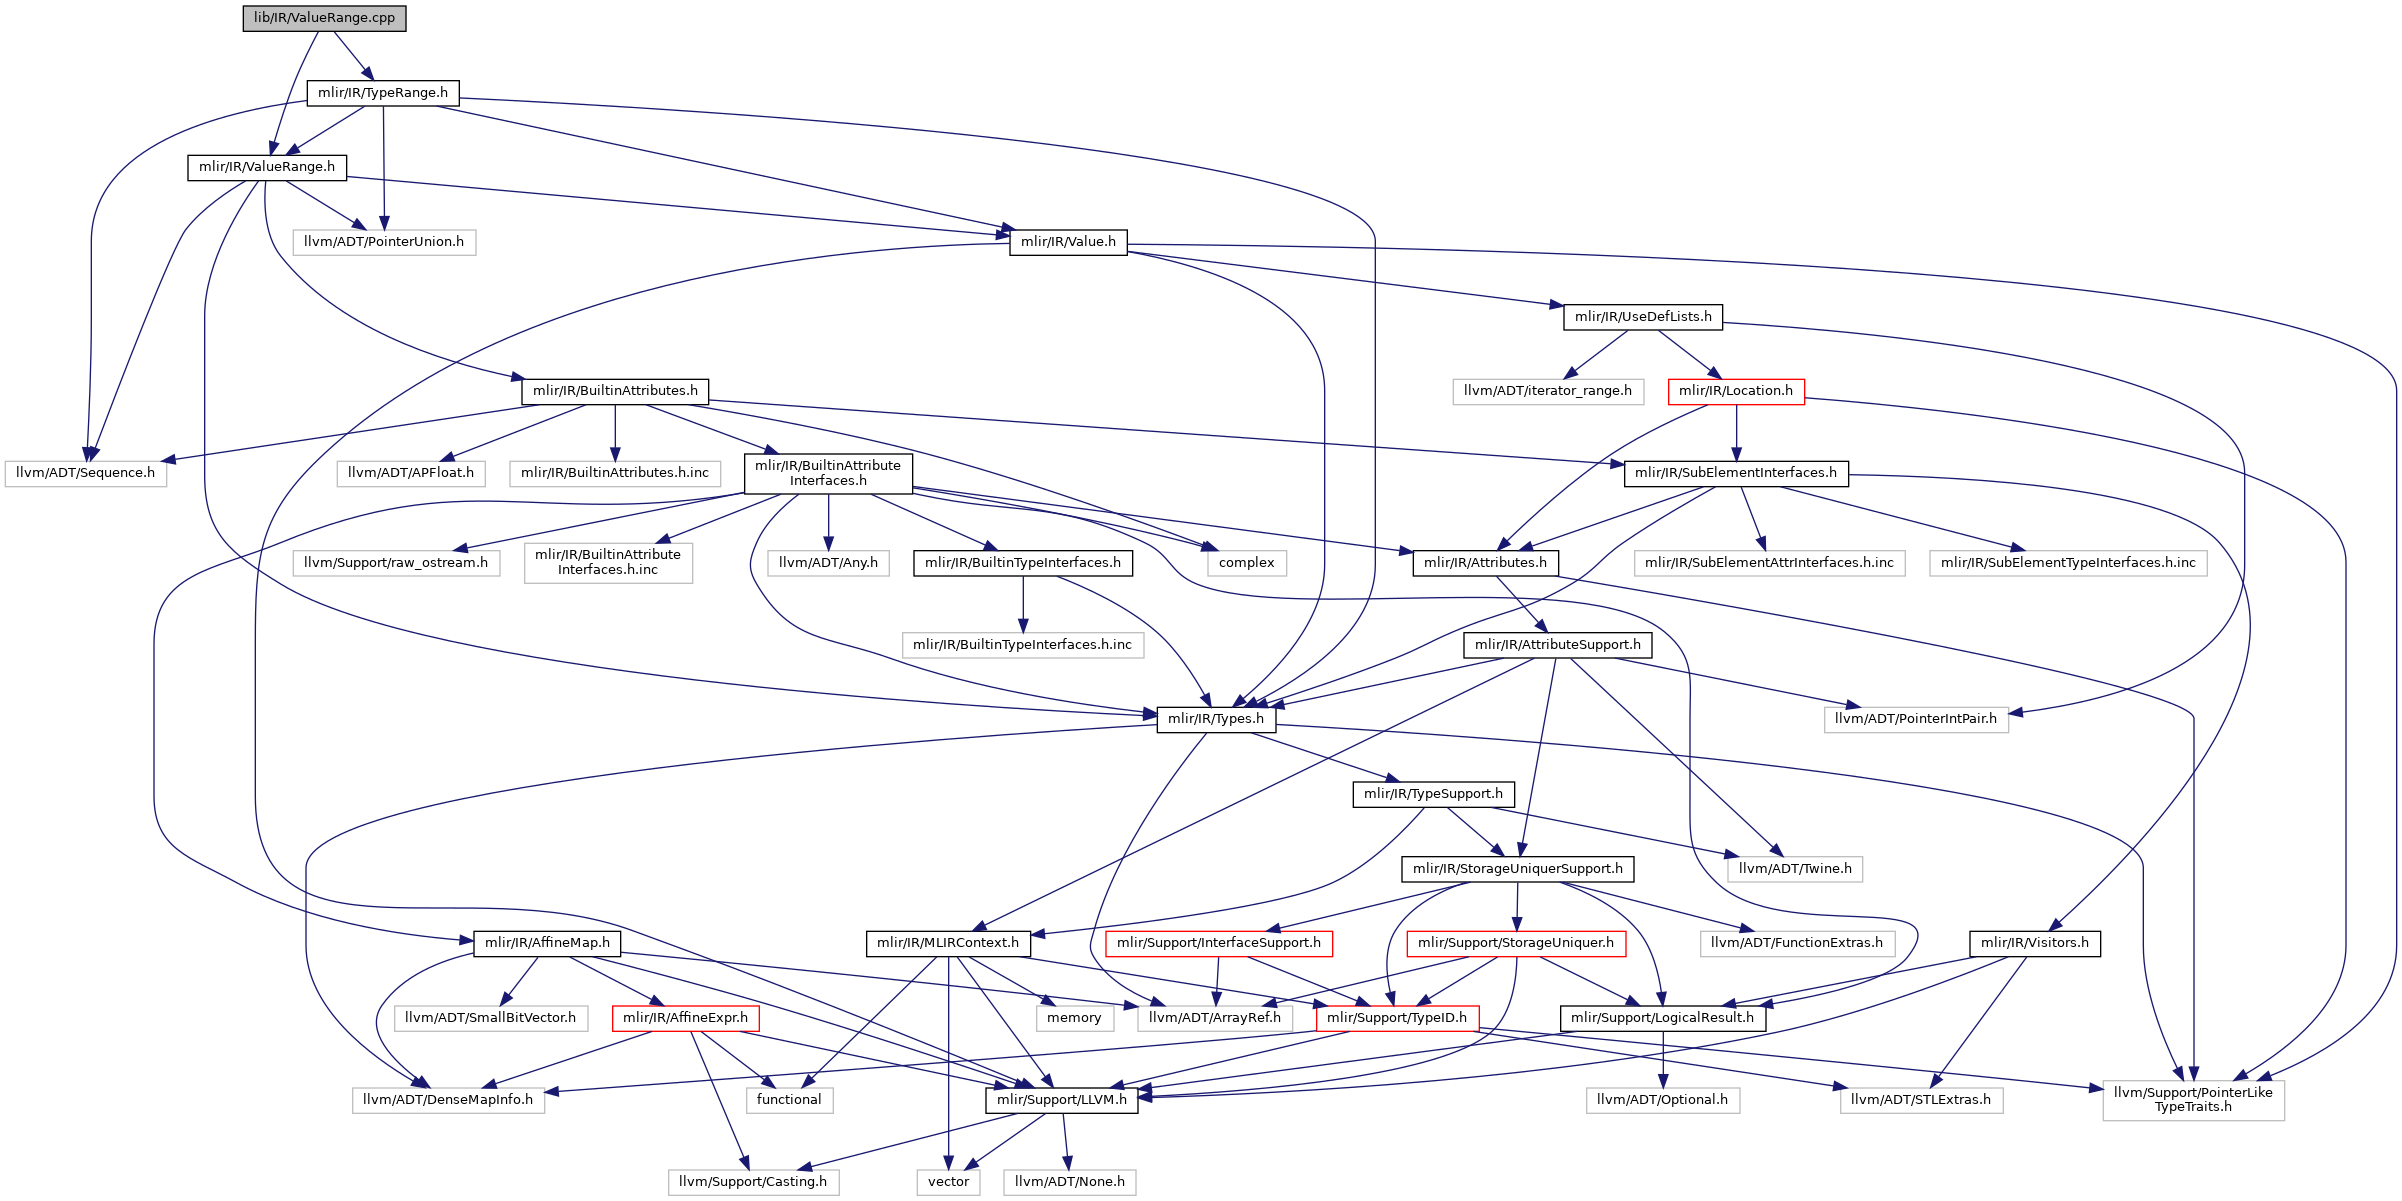 lib/IR/ValueRange.cpp
mlir/IR/TypeRange.h
mlir/IR/ValueRange.h
llvm/ADT/PointerUnion.h
mlir/IR/Value.h
mlir/IR/UseDefLists.h
mlir/IR/BuiltinAttributes.h
llvm/ADT/iterator_range.h
mlir/IR/Location.h
llvm/ADT/Sequence.h
llvm/ADT/APFloat.h
mlir/IR/BuiltinAttributes.h.inc
mlir/IR/BuiltinAttribute
Interfaces.h
mlir/IR/SubElementInterfaces.h
llvm/Support/raw_ostream.h
mlir/IR/BuiltinAttribute
Interfaces.h.inc
llvm/ADT/Any.h
mlir/IR/BuiltinTypeInterfaces.h
complex
mlir/IR/Attributes.h
mlir/IR/SubElementAttrInterfaces.h.inc
mlir/IR/SubElementTypeInterfaces.h.inc
mlir/IR/BuiltinTypeInterfaces.h.inc
mlir/IR/AttributeSupport.h
mlir/IR/Types.h
llvm/ADT/PointerIntPair.h
mlir/IR/TypeSupport.h
mlir/IR/StorageUniquerSupport.h
llvm/ADT/Twine.h
mlir/IR/AffineMap.h
mlir/IR/MLIRContext.h
mlir/Support/InterfaceSupport.h
mlir/Support/StorageUniquer.h
llvm/ADT/FunctionExtras.h
mlir/IR/Visitors.h
llvm/ADT/SmallBitVector.h
mlir/IR/AffineExpr.h
memory
llvm/ADT/ArrayRef.h
mlir/Support/TypeID.h
mlir/Support/LogicalResult.h
llvm/ADT/DenseMapInfo.h
functional
mlir/Support/LLVM.h
llvm/ADT/Optional.h
llvm/ADT/STLExtras.h
llvm/Support/PointerLike
TypeTraits.h
llvm/Support/Casting.h
vector
llvm/ADT/None.h